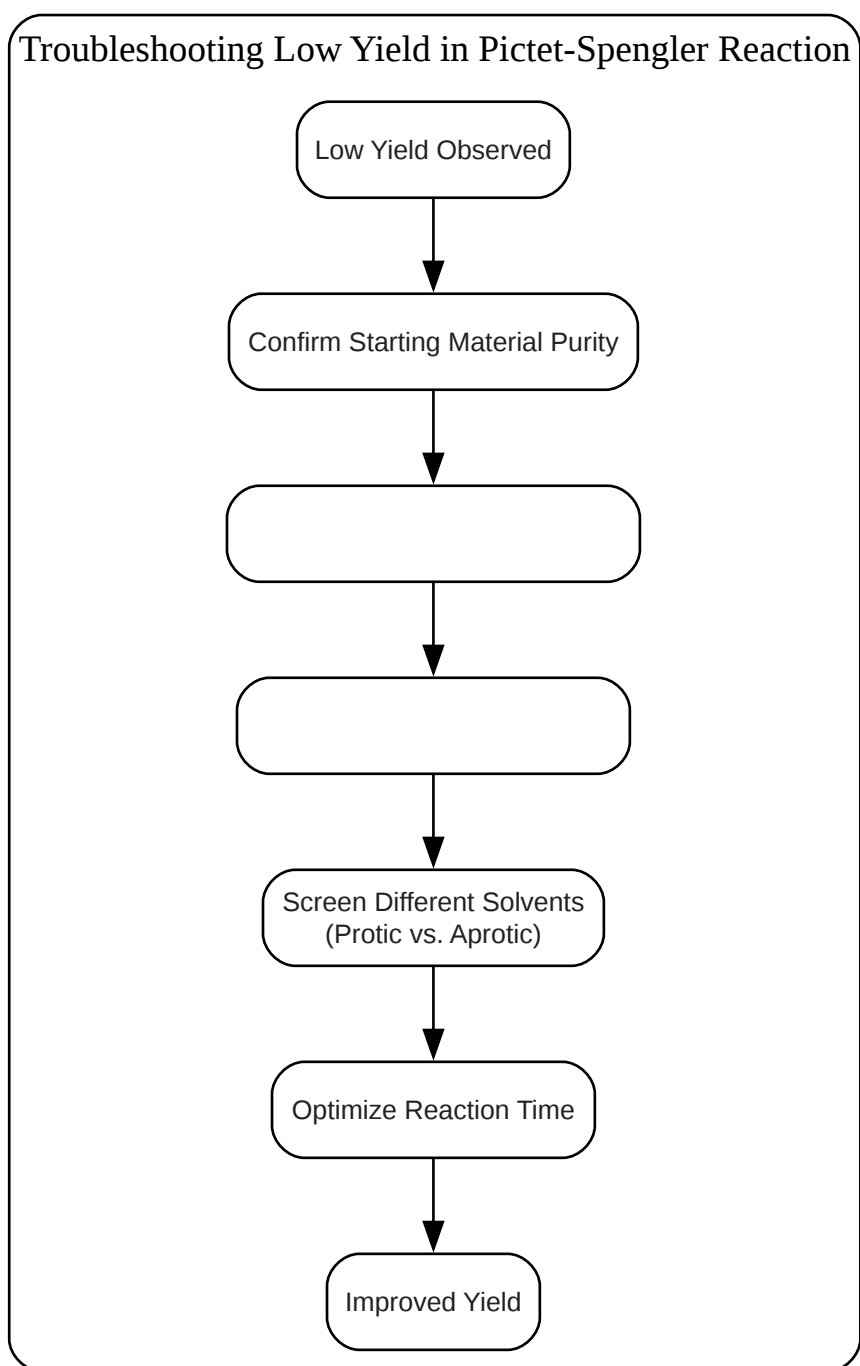 Troubleshooting Low Yield in Pictet-Spengler Reaction
Low Yield Observed
Confirm Starting Material Purity
Screen Different Solvents
(Protic vs. Aprotic)
Optimize Reaction Time
Improved Yield